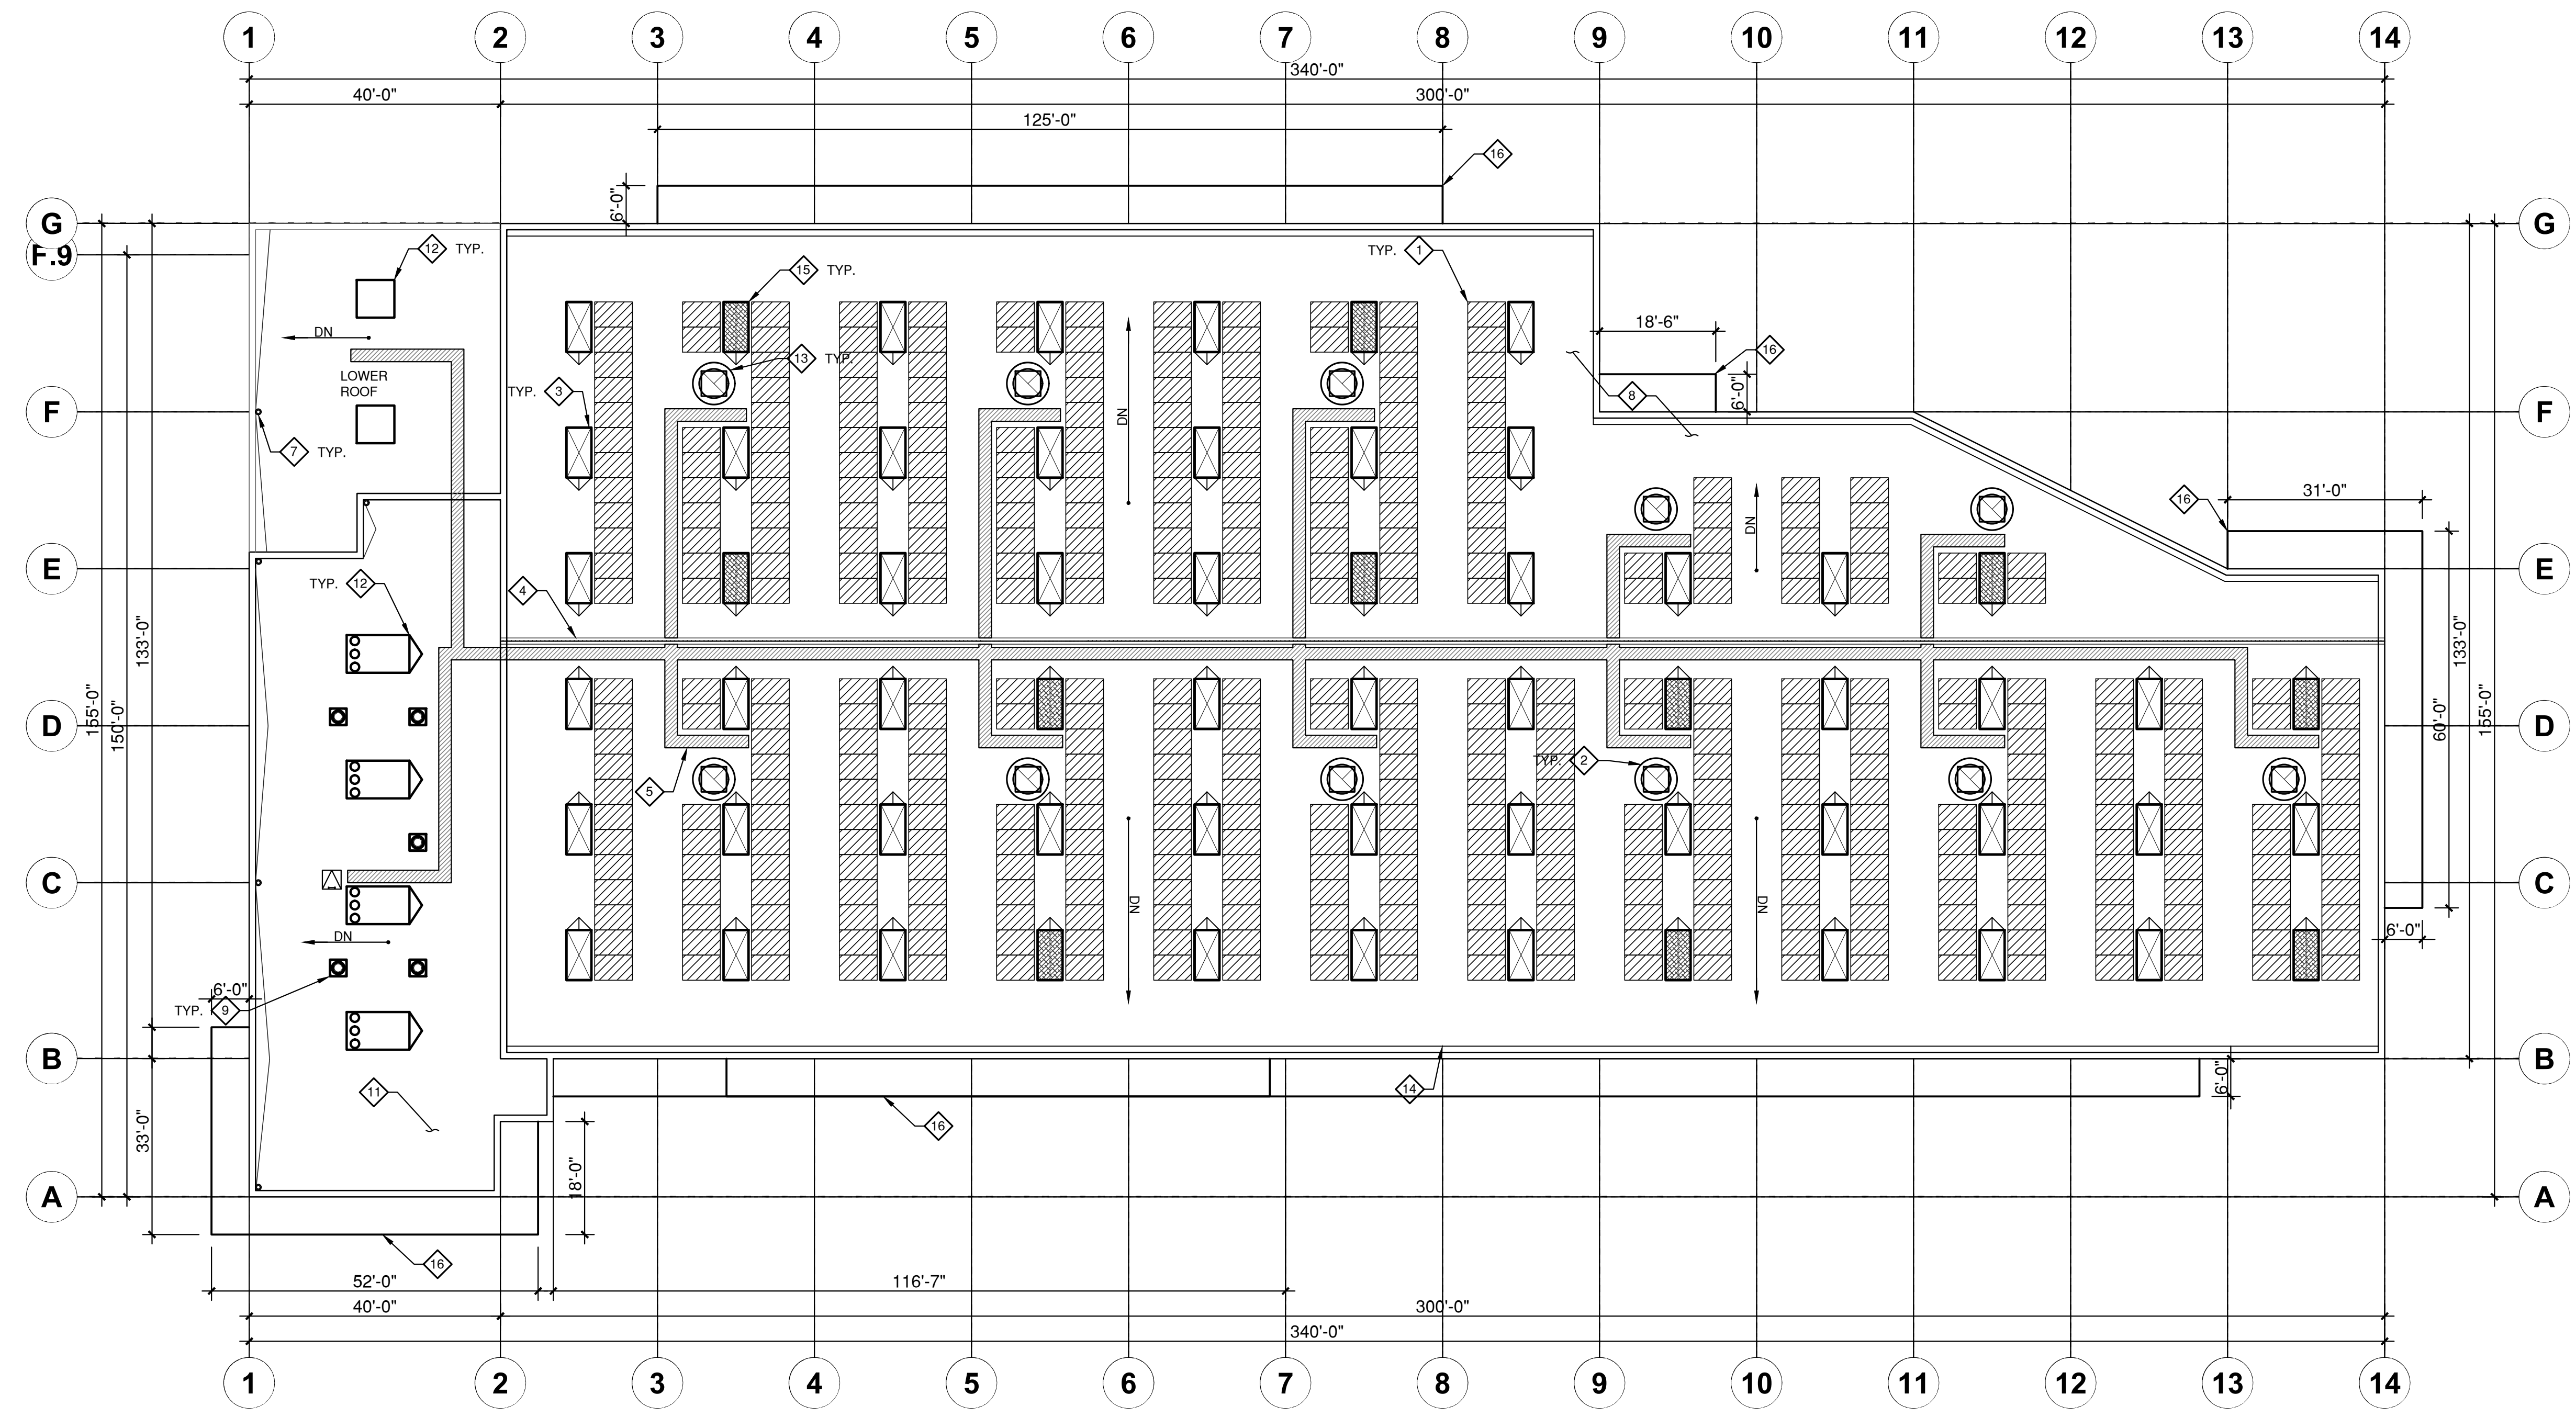 1 2 3 4 5 6 7 8 9 10 11 12 13 14
340'-0"
40'-0" 300'-0"
125'-0"
16
6'-0"
G G
F.9
12 TYP.
15 TYP.
TYP. 1
DN
18'-6"
16
13 TYP.
LOWER
ROOF
TYP. 3
DN
8
6'-0"
F F
7 TYP.
16
31'-0"
DN
E E
TYP. 12
4
133'-0"
155'-0"
150'-0"
133'-0"
60'-0"
155'-0"
D D
5
TYP. 2
C C
DN
DN
DN
6'-0"
6'-0"
TYP. 9
B B
11
14
6'-0"
16
33'-0"
18'-0"
A A
16
52'-0" 116'-7"
40'-0" 300'-0"
340'-0"
1 2 3 4 5 6 7 8 9 10 11 12 13 14